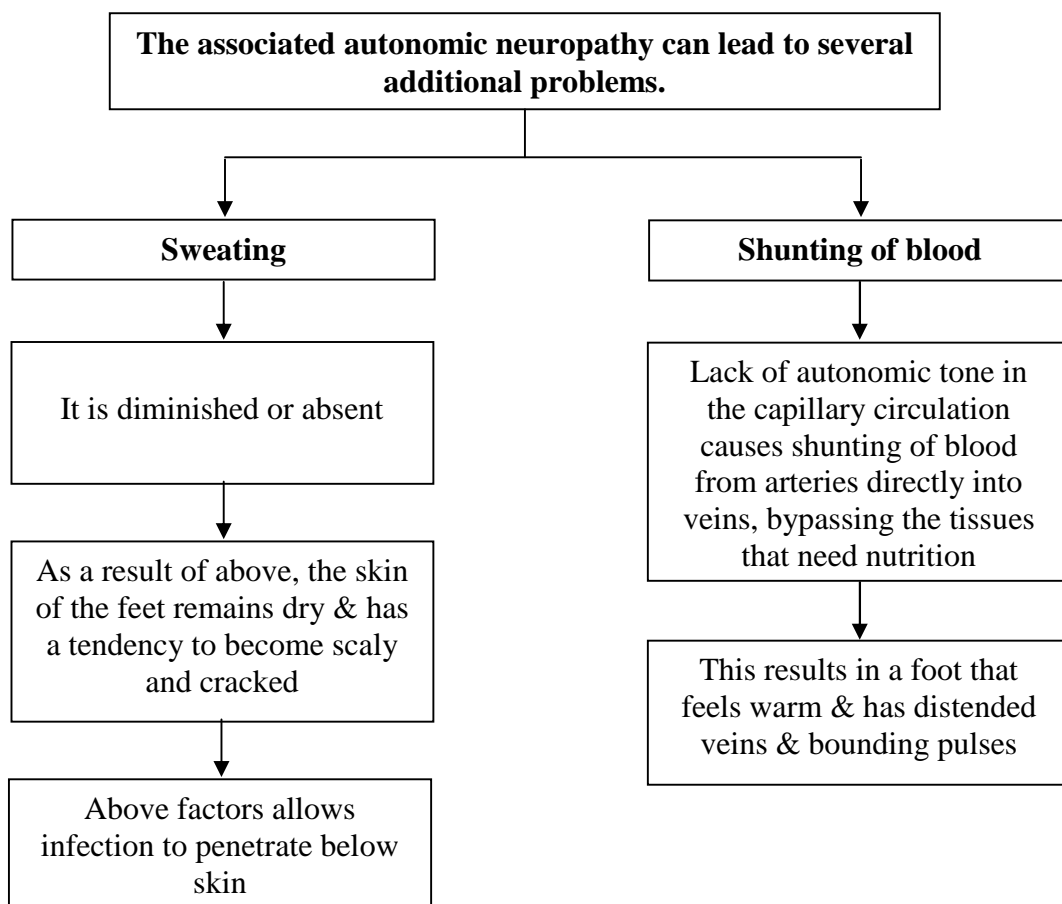 The associated autonomic neuropathy can lead to several
additional problems.
Sweating
It is diminished or absent
As a result of above, the skin
of the feet remains dry & has
a tendency to become scaly
and cracked
Above factors allows
infection to penetrate below
skin
Shunting of blood
Lack of autonomic tone in
the capillary circulation
causes shunting of blood
from arteries directly into
veins, bypassing the tissues
that need nutrition
This results in a foot that
feels warm & has distended
veins & bounding pulses